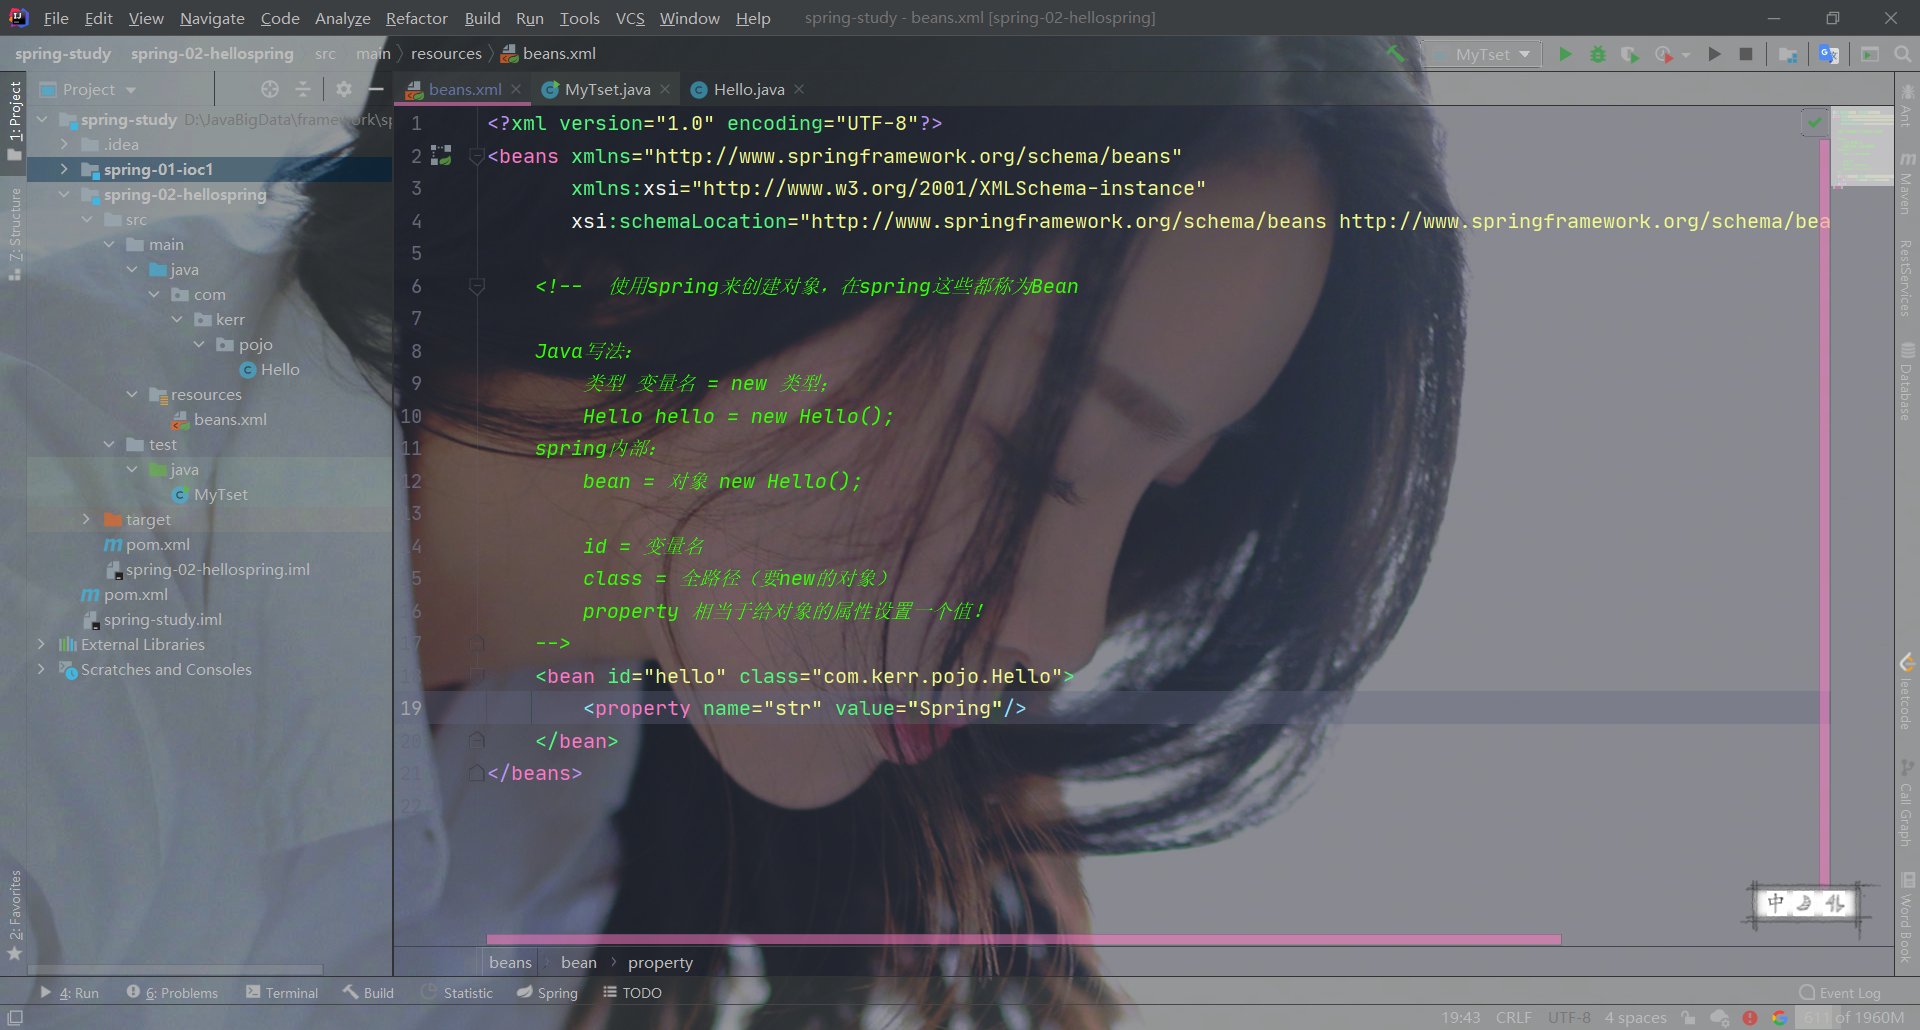 File Edit View Navigate Code Analyze Refactor Build Run Tools VCS Window Help spring-study - beans.xml [spring-02-hellospring]
spring-study spring-02-hellospring src main resources beans.xml MyTset
Project
beans.xml MyTset.java Hello.java
spring-study D:\JavaBigData\framework\sp
.idea
spring-01-ioc1
spring-02-hellospring
src
main
java
com
kerr
pojo
Hello
resources
beans.xml
test
java
MyTset
target
pom.xml
spring-02-hellospring.iml
pom.xml
spring-study.iml
External Libraries
Scratches and Consoles
1: Project
7: Structure
2: Favorites
1 <?xml version="1.0" encoding="UTF-8"?>
2 <beans xmlns="http://www.springframework.org/schema/beans"
3 xmlns:xsi="http://www.w3.org/2001/XMLSchema-instance"
4 xsi:schemaLocation="http://www.springframework.org/schema/beans http://www.springframework.org/schema/bea
5
6 <!-- 使用spring来创建对象，在spring这些都称为Bean
7
8 Java写法：
9 类型 变量名 = new 类型；
10 Hello hello = new Hello();
11 spring内部：
12 bean = 对象 new Hello();
13
14 id = 变量名
15 class = 全路径（要new的对象）
16 property 相当于给对象的属性设置一个值！
17 -->
18 <bean id="hello" class="com.kerr.pojo.Hello">
19 <property name="str" value="Spring"/>
20 </bean>
21 </beans>
22
Ant
Maven
RestServices
Database
leetcode
Call Graph
Word Book
中
beans bean property
4: Run 6: Problems Terminal Build Statistic Spring TODO Event Log
19:43 CRLF UTF-8 4 spaces 611 of 1960M